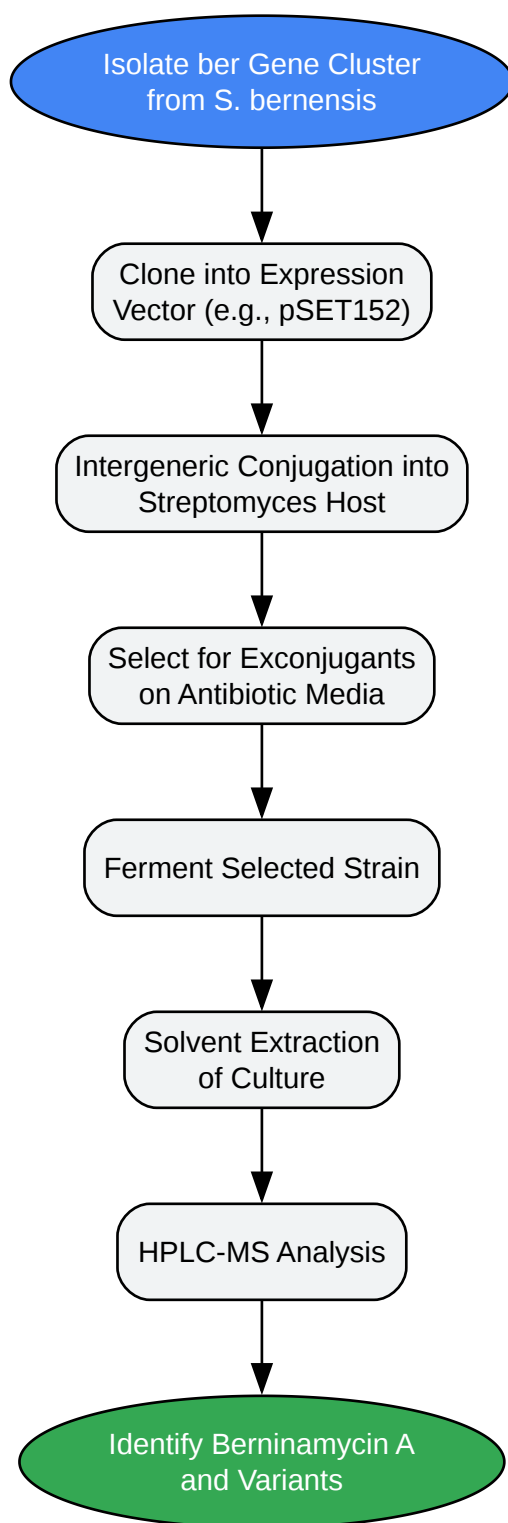 Isolate ber Gene Cluster
from S. bernensis
Clone into Expression
Vector (e.g., pSET152)
Intergeneric Conjugation into
Streptomyces Host
Select for Exconjugants
on Antibiotic Media
Ferment Selected Strain
Solvent Extraction
of Culture
HPLC-MS Analysis
Identify Berninamycin A
and Variants